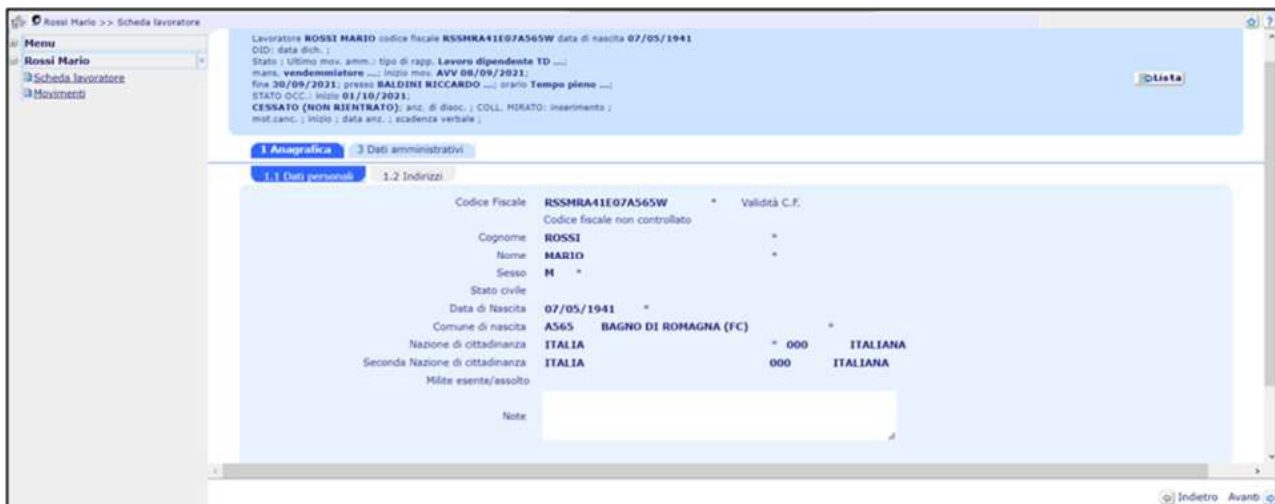 Rossi Mario >> Scheda lavoratore
Menu
Rossi Mario
Scheda lavoratore
Movimenti
Lavoratore ROSSI MARIO codice fiscale RSSMRA41E07A565W data di nascita 07/05/1941
DID: data dich. ;
Stato ; Ultimo mov. amm.: tipo di rapp. Lavoro dipendente TD ...;
mans. vendemmiatore ...; inizio mov. AVV 08/09/2021;
fine 30/09/2021; presso BALDINI RICCARDO ...; orario Tempo pieno ...;
STATO OCC.: inizio 01/10/2021;
CESSATO (NON RIENTRATO); anz. di disoc. ; COLL. MIRATO: inserimento ;
mot.canc. ; inizio ; data anz. ; scadenza verbale ;
Lista
1 Anagrafica 3 Dati amministrativi
1.1 Dati personali 1.2 Indirizzi
Codice Fiscale RSSMRA41E07A565W * Validità C.F.
Codice fiscale non controllato
Cognome ROSSI *
Nome MARIO *
Sesso M *
Stato civile
Data di Nascita 07/05/1941 *
Comune di nascita A565 BAGNO DI ROMAGNA (FC) *
Nazione di cittadinanza ITALIA * 000 ITALIANA
Seconda Nazione di cittadinanza ITALIA 000 ITALIANA
Milite esente/assolto
Note
Indietro Avanti